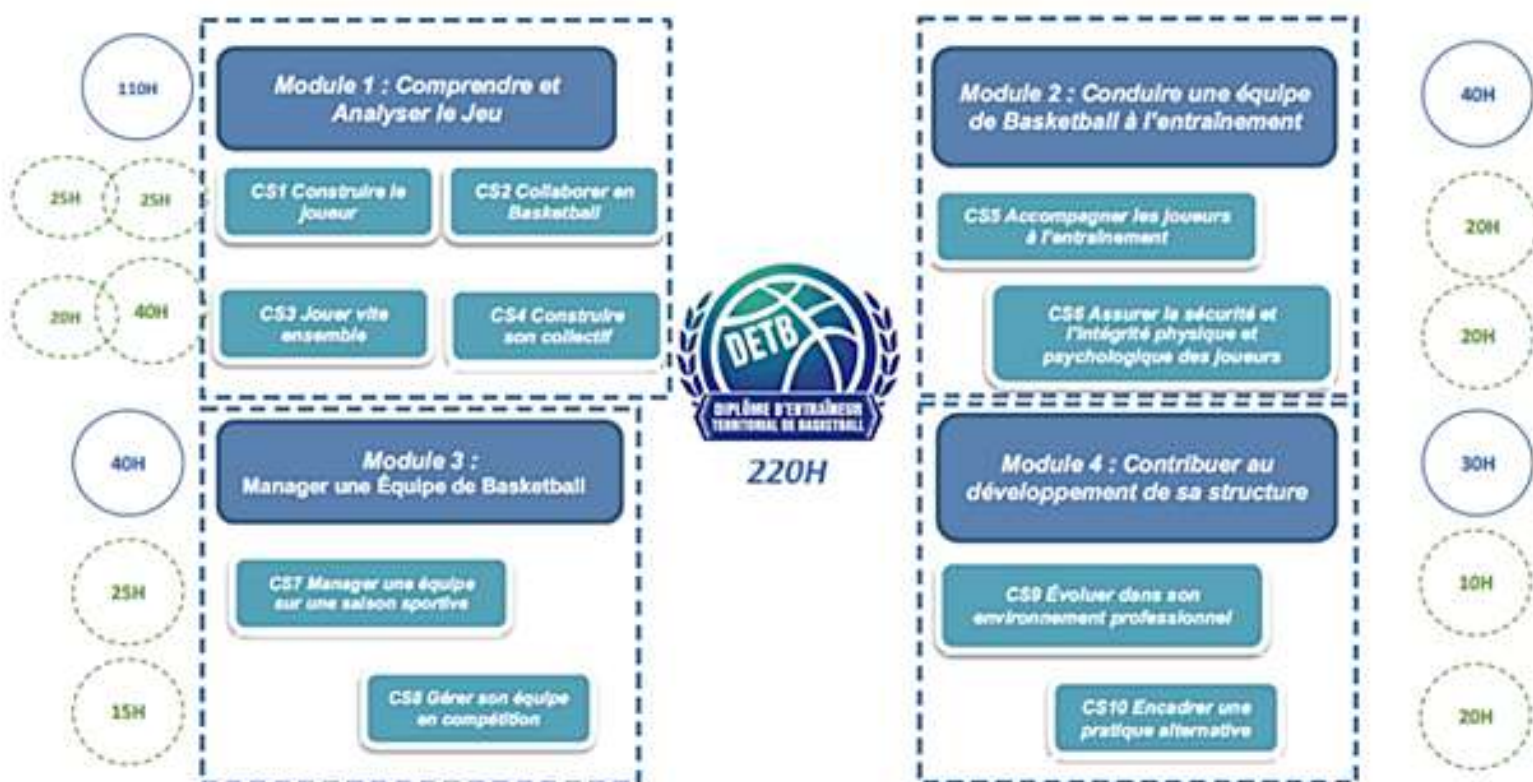 110H
Module 1 : Comprendre et
Analyser le Jeu
25H
25H
CS1 Construire le
joueur
CS2 Collaborer en
Basketball
20H
40H
CS3 Jouer vite
ensemble
CS4 Construire
son collectif
Module 2 : Conduire une équipe
de Basketball à l'entraînement
40H
CS5 Accompagner les joueurs
à l'entraînement
20H
CS6 Assurer la sécurité et
l'intégrité physique et
psychologique des joueurs
20H
DETB
DIPLÔME D'ENTRAÎNEUR
TERRITORIAL DE BASKETBALL
220H
40H
Module 3 :
Manager une Équipe de Basketball
25H
CS7 Manager une équipe
sur une saison sportive
15H
CS8 Gérer son équipe
en compétition
Module 4 : Contribuer au
développement de sa structure
30H
CS9 Évoluer dans son
environnement professionnel
10H
CS10 Encadrer une
pratique alternative
20H